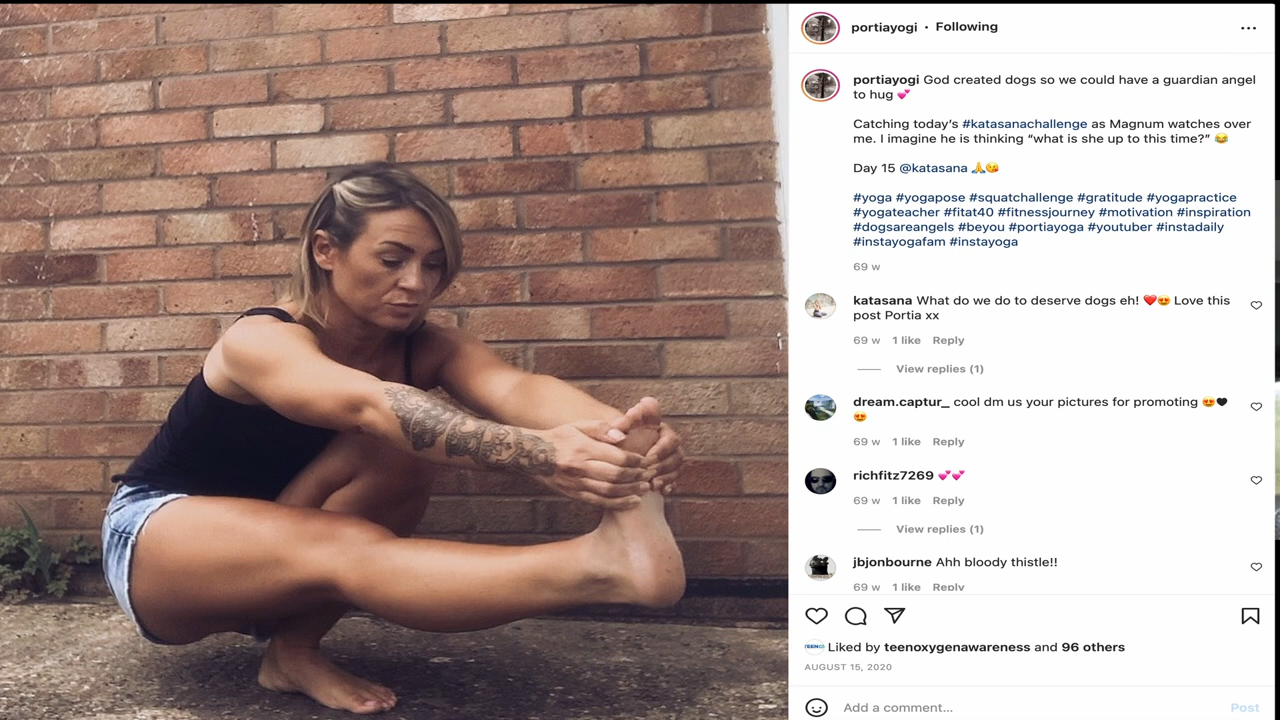 portiayogi • Following
portiayogi God created dogs so we could have a guardian angel
to hug 💕
Catching today’s #katasanachallenge as Magnum watches over
me. I imagine he is thinking “what is she up to this time?” 😂
Day 15 @katasana 🙏😘
#yoga #yogapose #squatchallenge #gratitude #yogapractice
#yogateacher #fitat40 #fitnessjourney #motivation #inspiration
#dogsareangels #beyou #portiayoga #youtuber #instadaily
#instayogafam #instayoga
69 w
katasana What do we do to deserve dogs eh! ❤️😍 Love this
post Portia xx
69 w 1 like Reply
View replies (1)
dream.captur_ cool dm us your pictures for promoting 😍🖤
😍
69 w 1 like Reply
richfitz7269 💕💕
69 w 1 like Reply
View replies (1)
jbjonbourne Ahh bloody thistle!!
69 w 1 like Reply
Liked by teenoxygenawareness and 96 others
AUGUST 15, 2020
Add a comment... Post